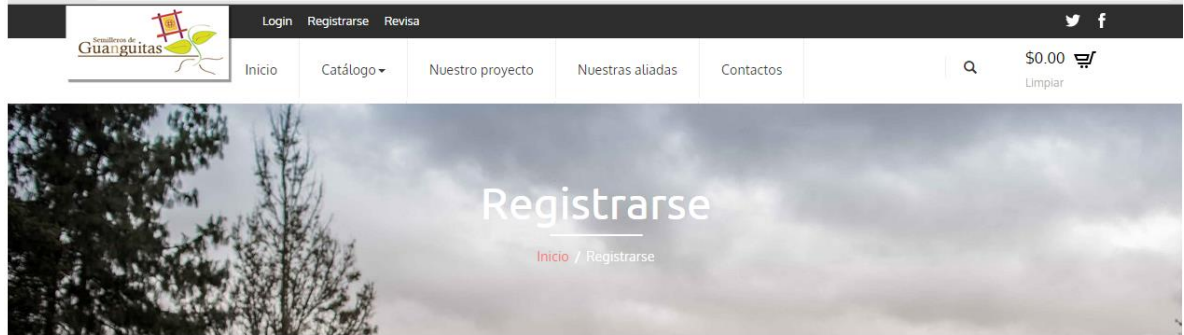 Login Registrarse Revisa
Semilleros de
Guanguitas
Inicio Catálogo Nuestro proyecto Nuestras aliadas Contactos
$0.00
Limpiar
Registrarse
Inicio / Registrarse